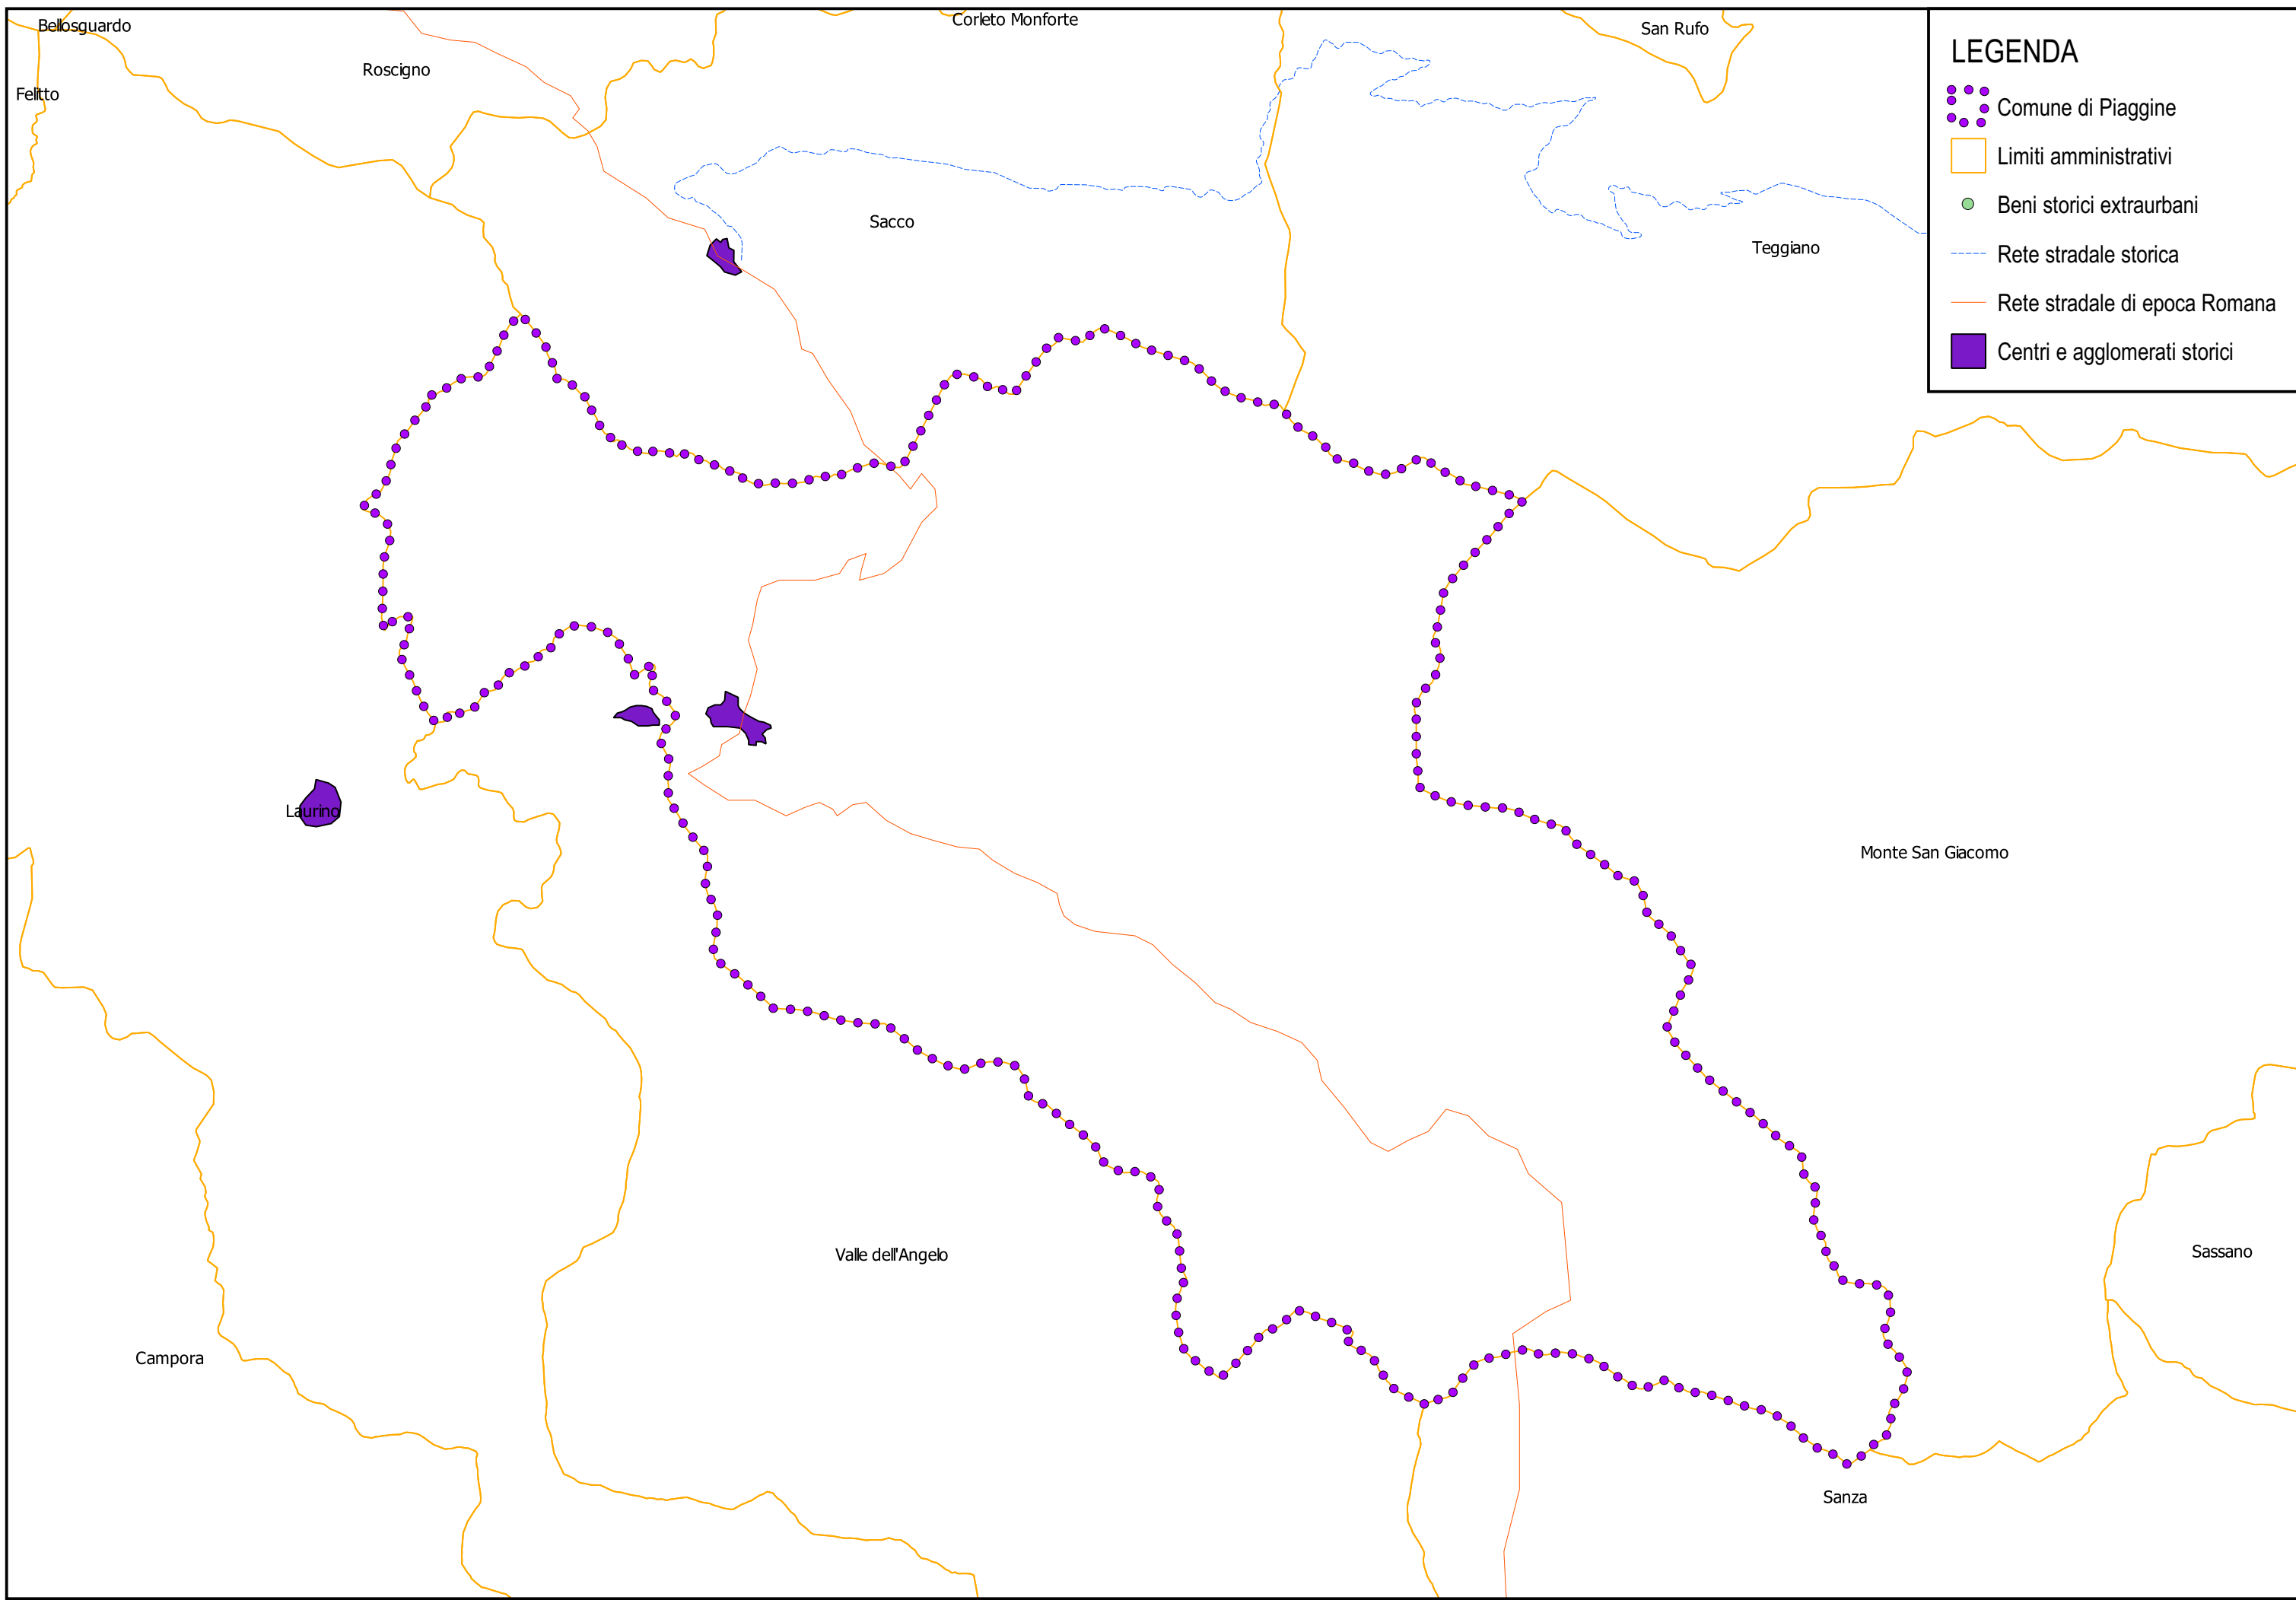 Bellosguardo
Corleto Monforte
San Rufo
Roscigno
Felitto
Sacco
Teggiano
LEGENDA
Comune di Piaggine
Limiti amministrativi
Beni storici extraurbani
Rete stradale storica
Rete stradale di epoca Romana
Centri e agglomerati storici
Laurino
Monte San Giacomo
Valle dell'Angelo
Sassano
Campora
Sanza